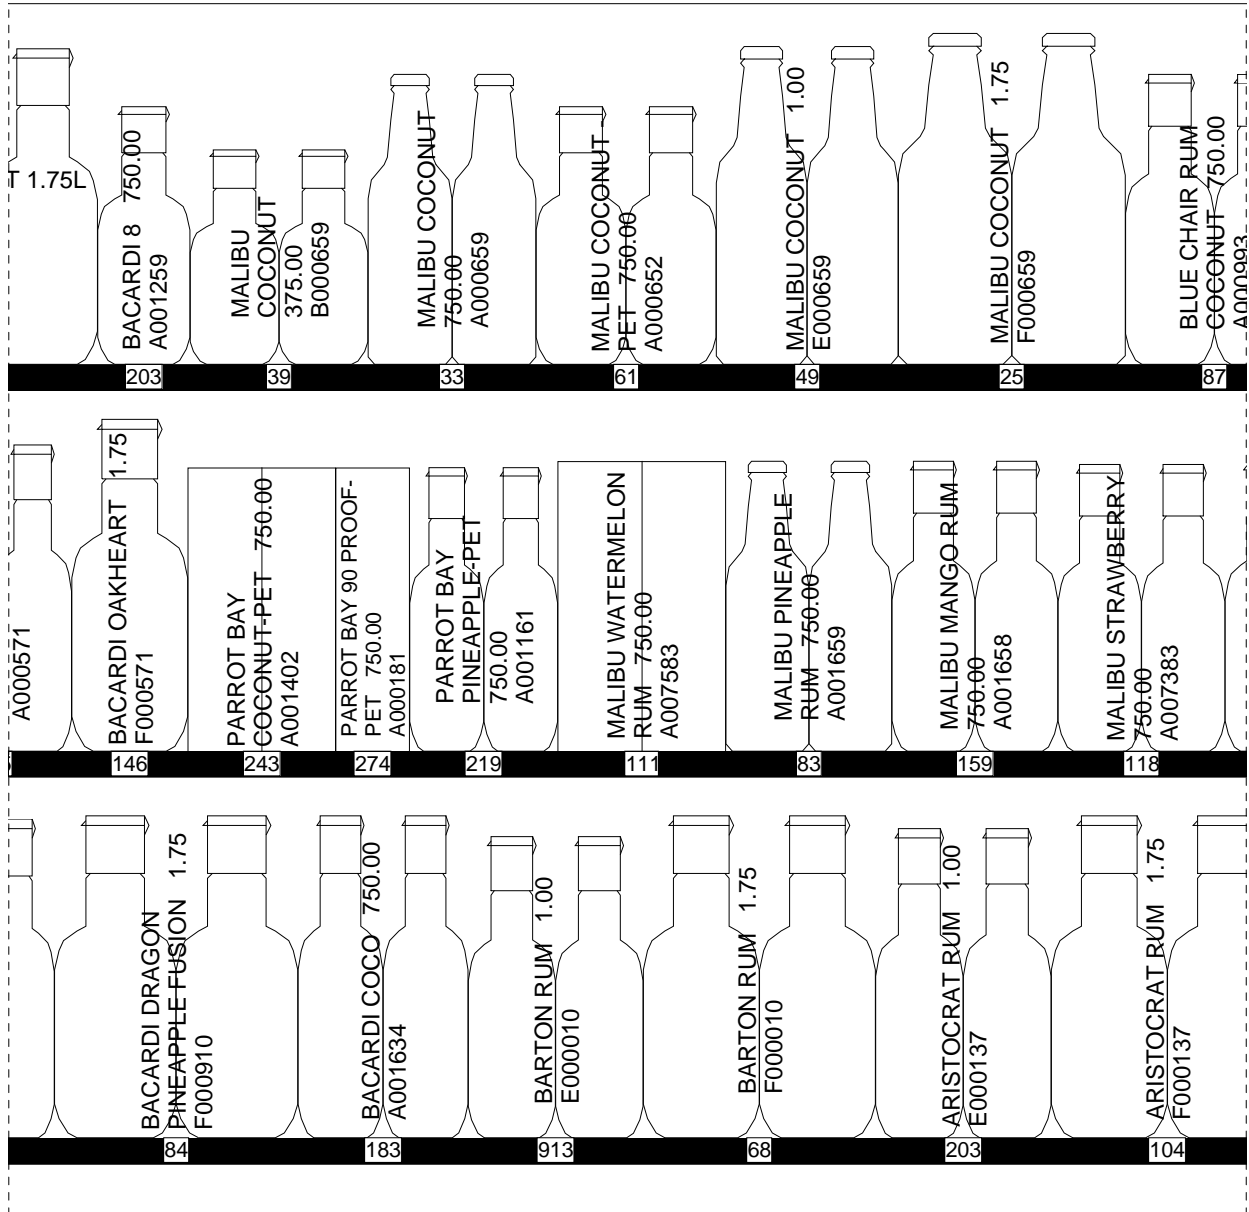 T 1.75L
BACARDI 8 750.00
A001259
MALIBU
COCONUT
375.00
B000659
MALIBU COCONUT
750.00
A000659
MALIBU COCONUT -
PET 750.00
A000652
MALIBU COCONUT 1.00
E000659
MALIBU COCONUT 1.75
F000659
BLUE CHAIR RUM
COCONUT 750.00
A000993
203
39
33
61
49
25
87
A000571
BACARDI OAKHEART 1.75
F000571
PARROT BAY
COCONUT-PET 750.00
A001402
PARROT BAY 90 PROOF-
PET 750.00
A000181
PARROT BAY
PINEAPPLE-PET
750.00
A001161
MALIBU WATERMELON
RUM 750.00
A007583
MALIBU PINEAPPLE
RUM 750.00
A001659
MALIBU MANGO RUM
750.00
A001658
MALIBU STRAWBERRY
750.00
A007383
146
243
274
219
111
83
159
118
BACARDI DRAGON
PINEAPPLE FUSION 1.75
F000910
BACARDI COCO 750.00
A001634
BARTON RUM 1.00
E000010
BARTON RUM 1.75
F000010
ARISTOCRAT RUM 1.00
E000137
ARISTOCRAT RUM 1.75
F000137
84
183
913
68
203
104